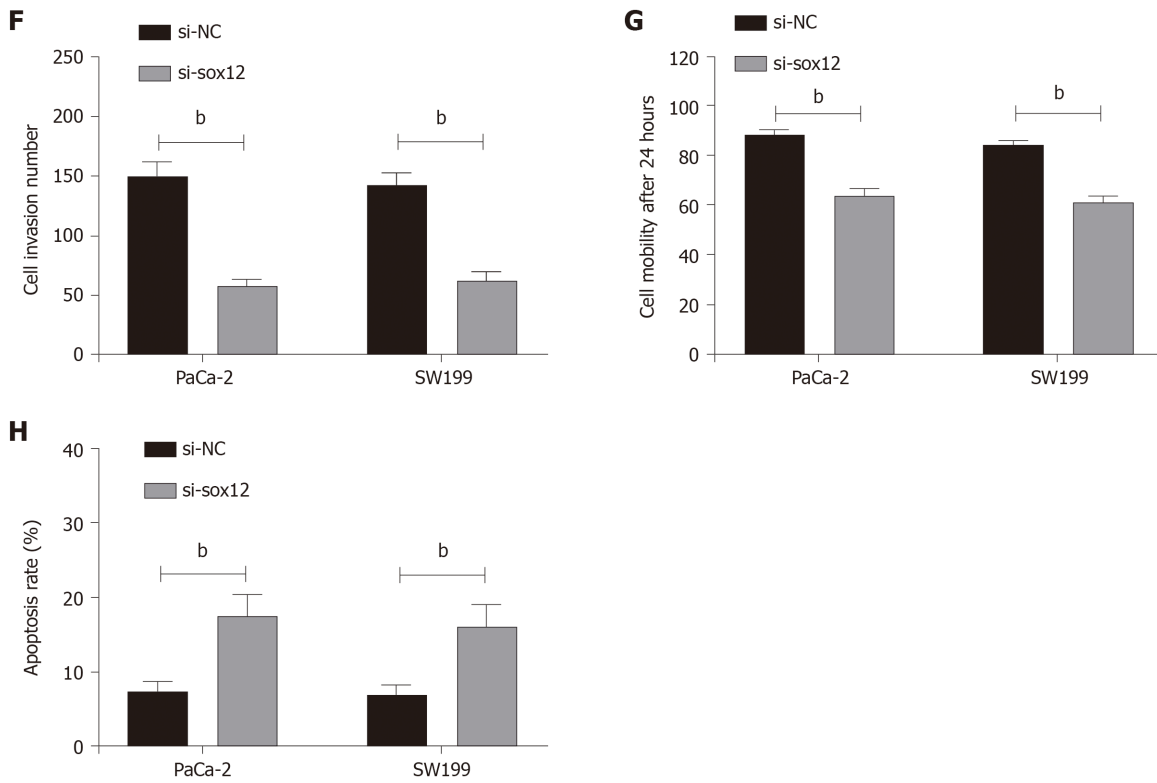 F
si-NC
si-sox12
250
200
150
100
50
0
Cell invasion number
b
b
PaCa-2
SW199
G
si-NC
si-sox12
120
100
80
60
40
20
0
Cell mobility after 24 hours
b
b
PaCa-2
SW199
H
si-NC
si-sox12
40
30
20
10
0
Apoptosis rate (%)
b
b
PaCa-2
SW199